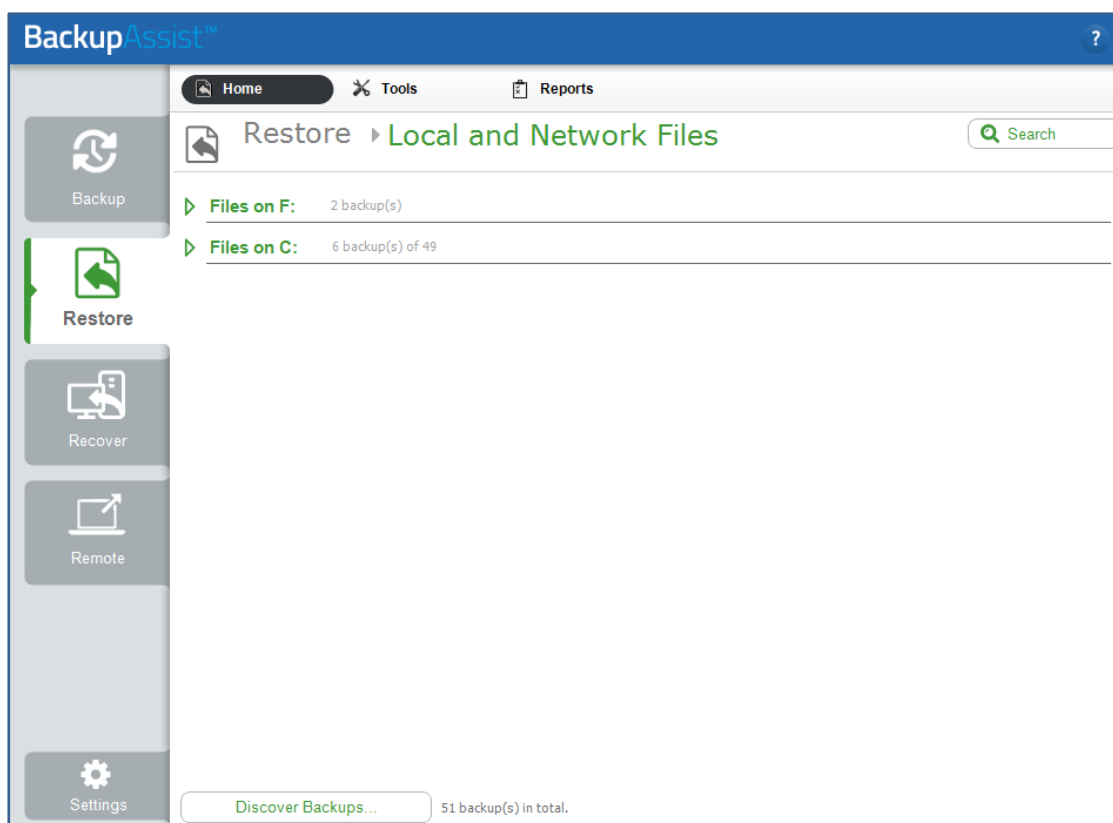 BackupAssist™
?
Home
Tools
Reports
Restore
Local and Network Files
Search
Backup
Files on F:
2 backup(s)
Files on C:
6 backup(s) of 49
Restore
Recover
Remote
Settings
Discover Backups...
51 backup(s) in total.